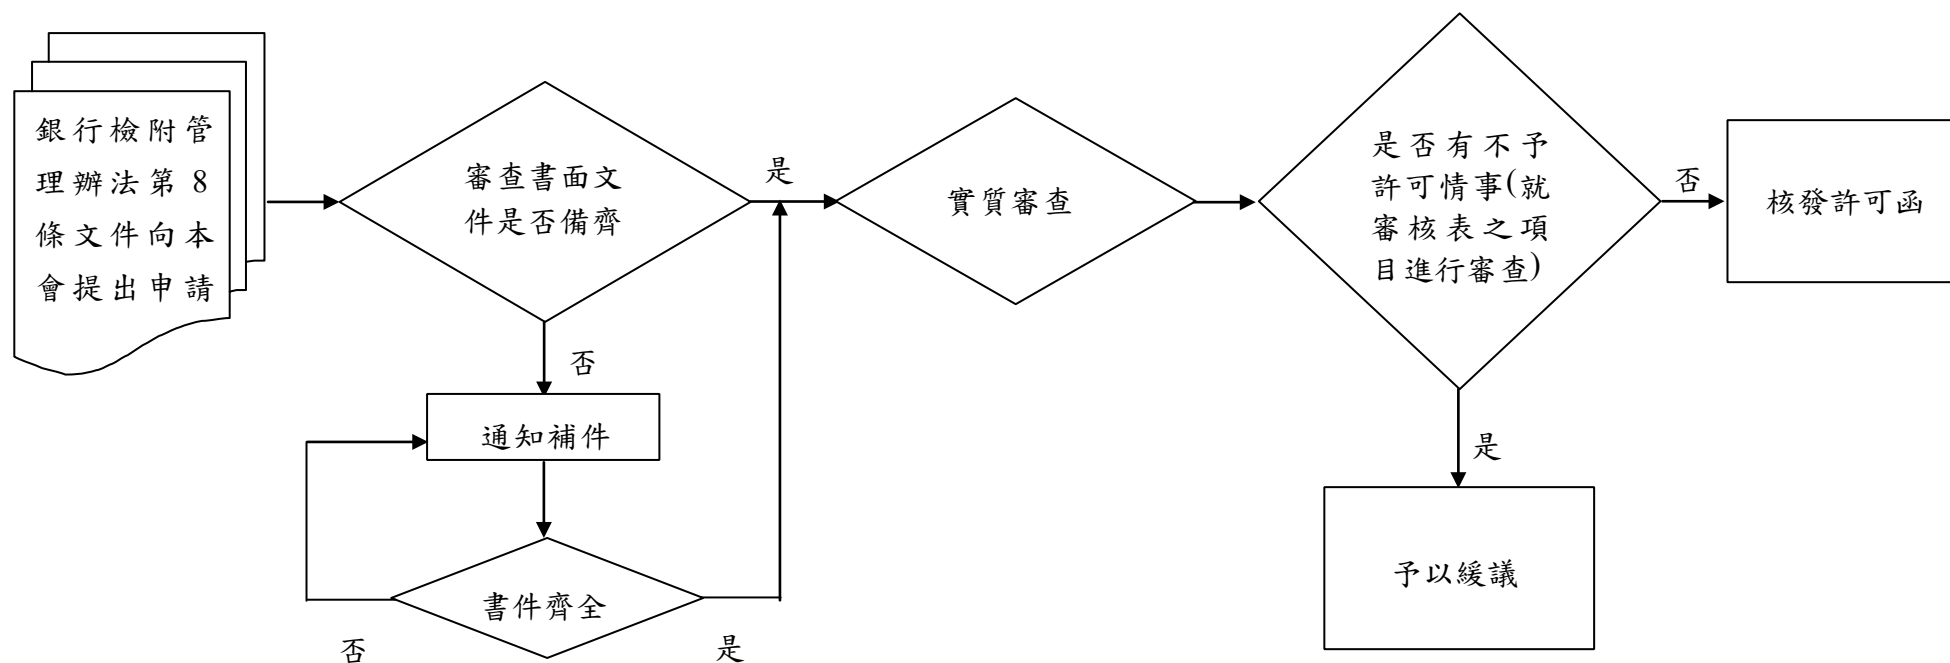 銀行檢附管
理辦法第 8
條文件向本
會提出申請
審查書面文
件是否備齊
是
否
通知補件
書件齊全
否
是
實質審查
是否有不予
許可情事(就
審核表之項
目進行審查)
否
核發許可函
是
予以緩議